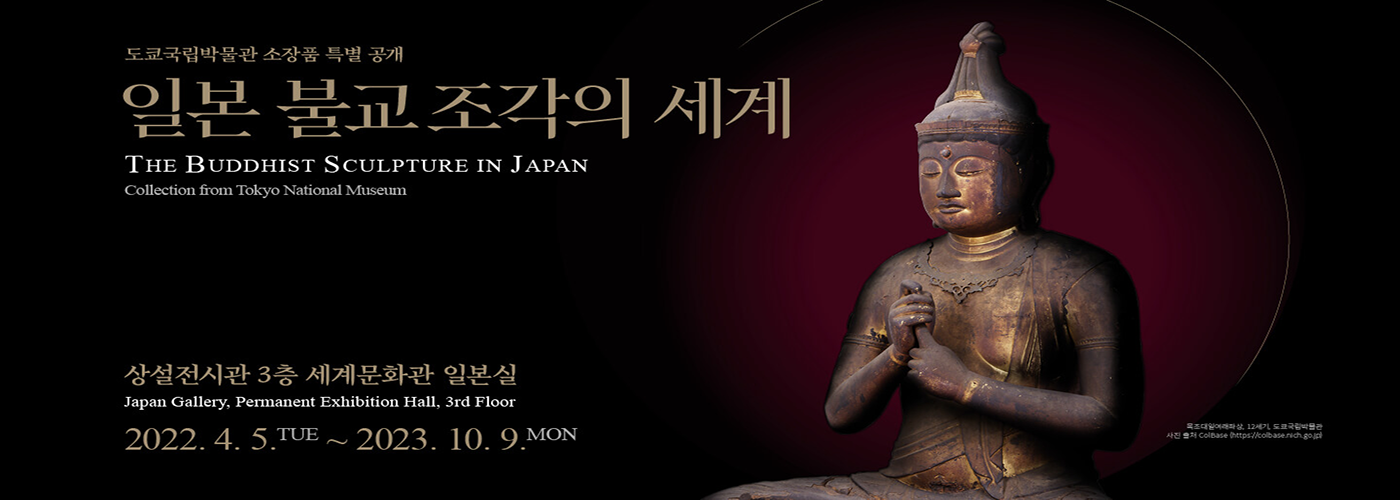 도쿄국립박물관 소장품 특별 공개
일본 불교 조각의 세계
THE BUDDHIST SCULPTURE IN JAPAN
Collection from Tokyo National Museum
상설전시관 3층 세계문화관 일본실
Japan Gallery, Permanent Exhibition Hall, 3rd Floor
2022. 4. 5.TUE ~ 2023. 10. 9.MON
목조대일여래좌상, 12세기, 도쿄국립박물관
사진 출처 ColBase (https://colbase.nich.go.jp)